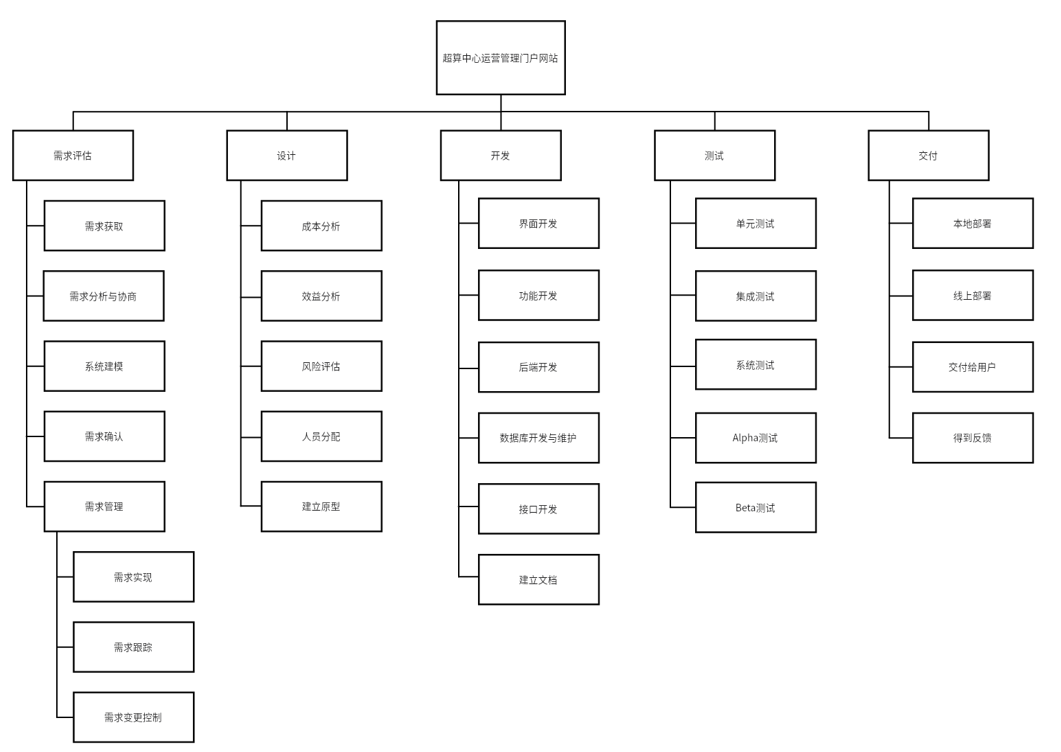 超算中心运营管理门户网站
需求评估
需求获取
需求分析与协商
系统建模
需求确认
需求管理
需求实现
需求跟踪
需求变更控制
设计
成本分析
效益分析
风险评估
人员分配
建立原型
开发
界面开发
功能开发
后端开发
数据库开发与维护
接口开发
建立文档
测试
单元测试
集成测试
系统测试
Alpha测试
Beta测试
交付
本地部署
线上部署
交付给用户
得到反馈